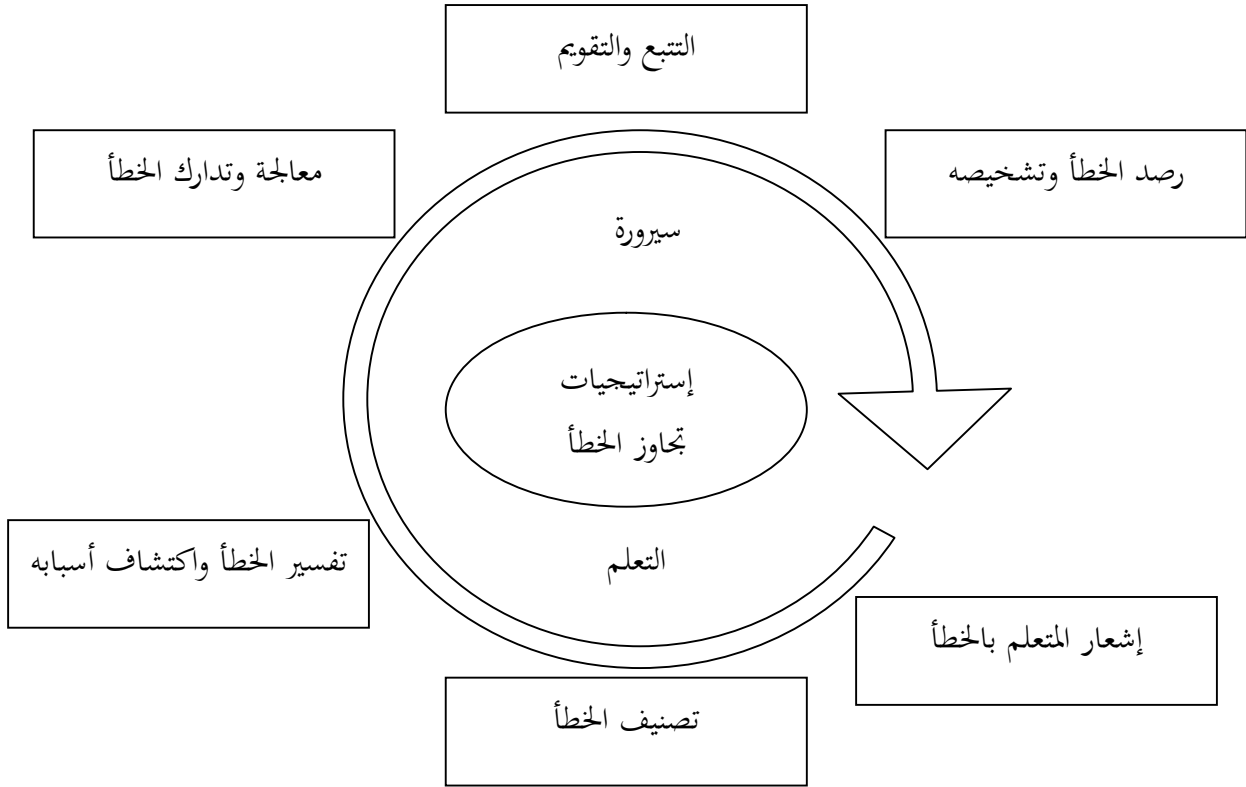 التتبع والتقويم
رصد الخطأ وتشخيصه
معالجة وتدارك الخطأ
سيرورة
إستراتيجيات
تجاوز الخطأ
التعلم
تفسير الخطأ واكتشاف أسبابه
إشعار المتعلم بالخطأ
تصنيف الخطأ